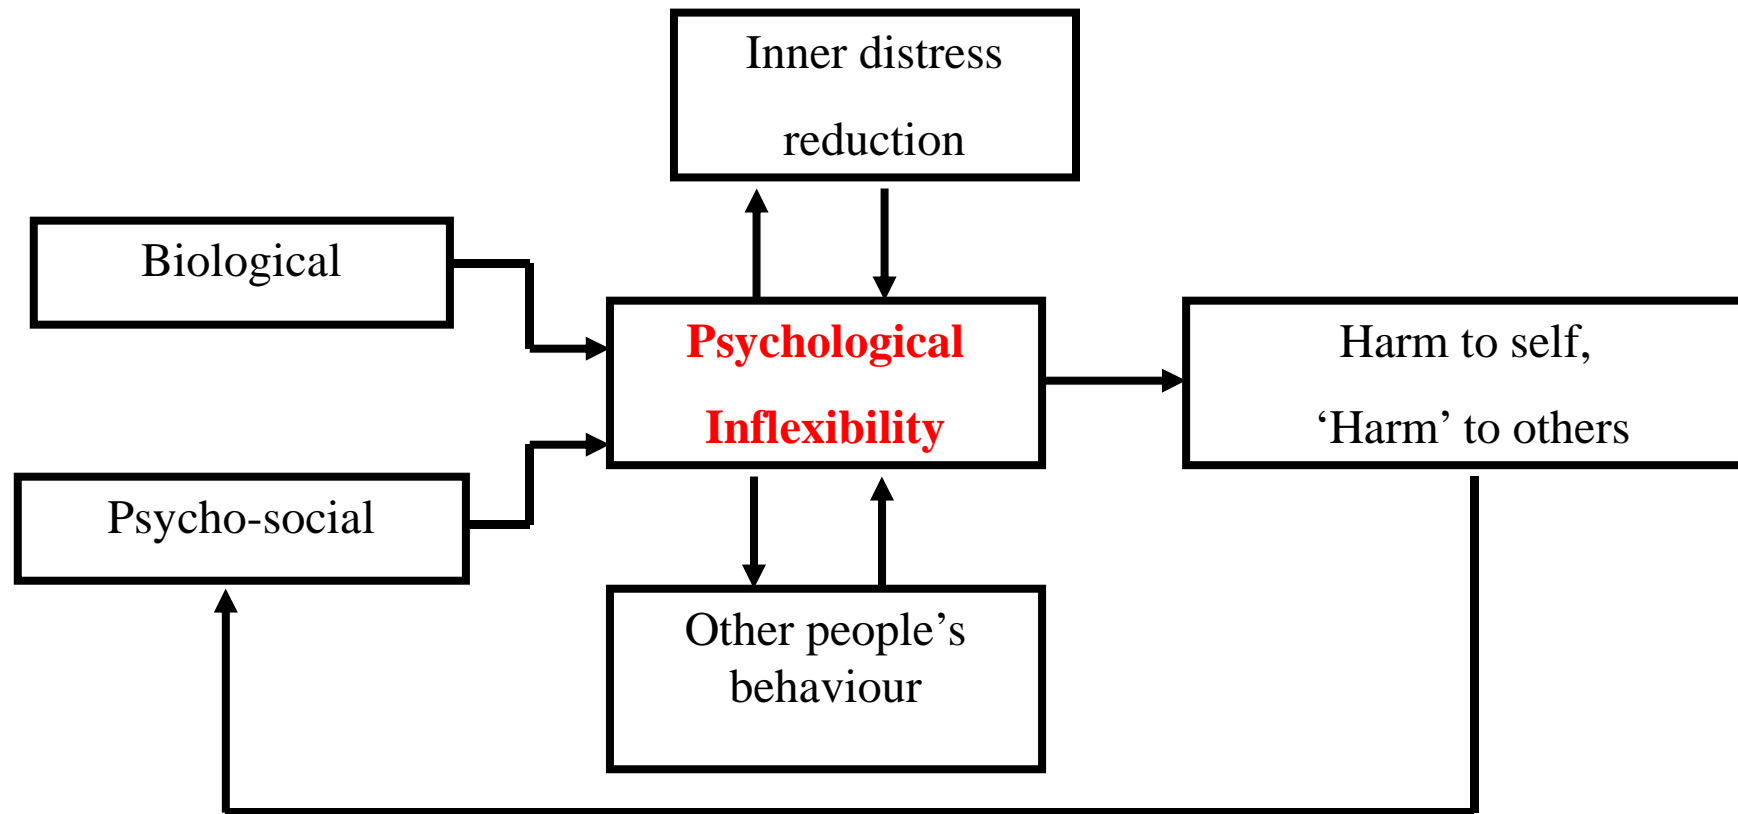 Inner distress
reduction
Biological
Psychological
Inflexibility
Harm to self,
‘Harm’ to others
Psycho-social
Other people’s
behaviour